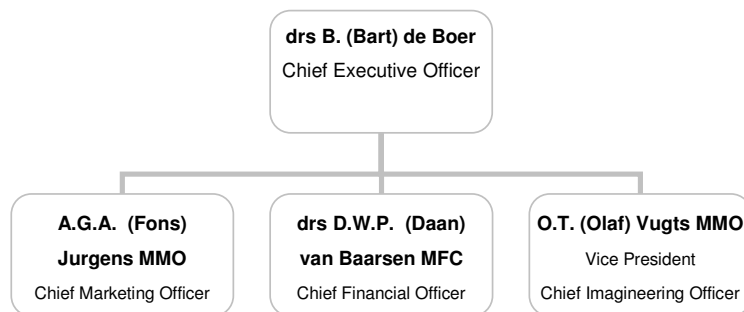 drs B. (Bart) de Boer
Chief Executive Officer
A.G.A. (Fons)
Jurgens MMO
Chief Marketing Officer
drs D.W.P. (Daan)
van Baarsen MFC
Chief Financial Officer
O.T. (Olaf) Vugts MMO
Vice President
Chief Imagineering Officer